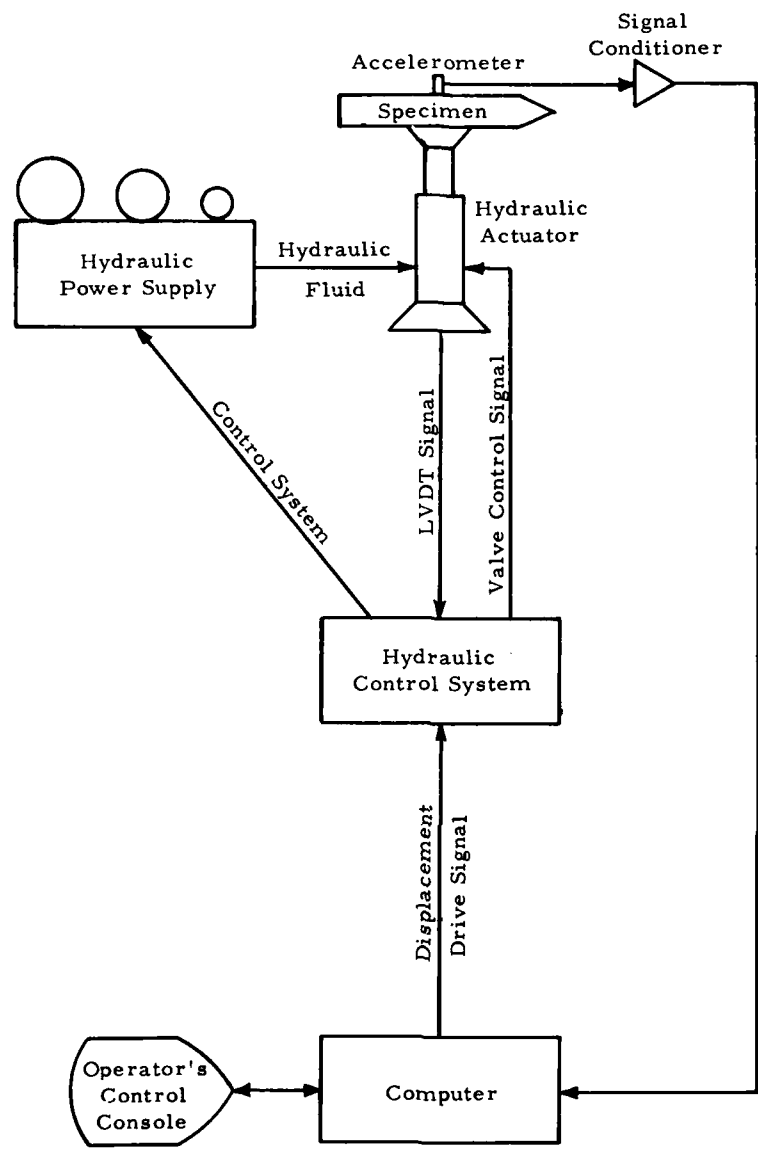 Signal
Conditioner
Accelerometer
Specimen
Hydraulic
Actuator
Hydraulic
Power Supply
Hydraulic
Fluid
Control System
LVDT Signal
Valve Control Signal
Hydraulic
Control System
Displacement
Drive Signal
Operator's
Control
Console
Computer